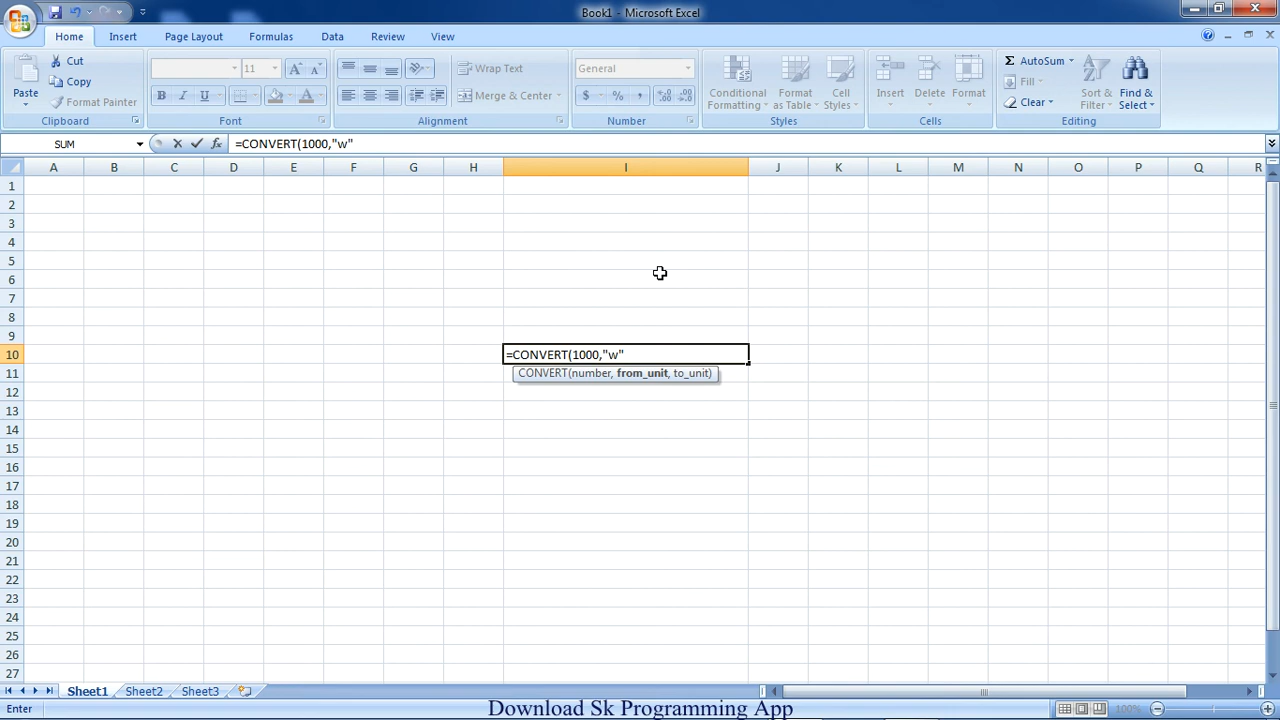 Book1 - Microsoft Excel
Home Insert Page Layout Formulas Data Review View
Paste
Cut
Copy
Format Painter
Clipboard
11
A A
B I U
Font
Wrap Text
Merge & Center
Alignment
General
$ % ,
Number
Conditional Formatting
Format as Table
Cell Styles
Styles
Insert
Delete
Format
Cells
Σ AutoSum
Fill
Clear
Sort & Filter
Find & Select
Editing
SUM fx =CONVERT(1000,"w"
A B C D E F G H I J K L M N O P Q R
1
2
3
4
5
6
7
8
9
10 =CONVERT(1000,"w"
CONVERT(number, from_unit, to_unit)
11
12
13
14
15
16
17
18
19
20
21
22
23
24
25
26
27
Sheet1 Sheet2 Sheet3
Enter
Download Sk Programming App
100%